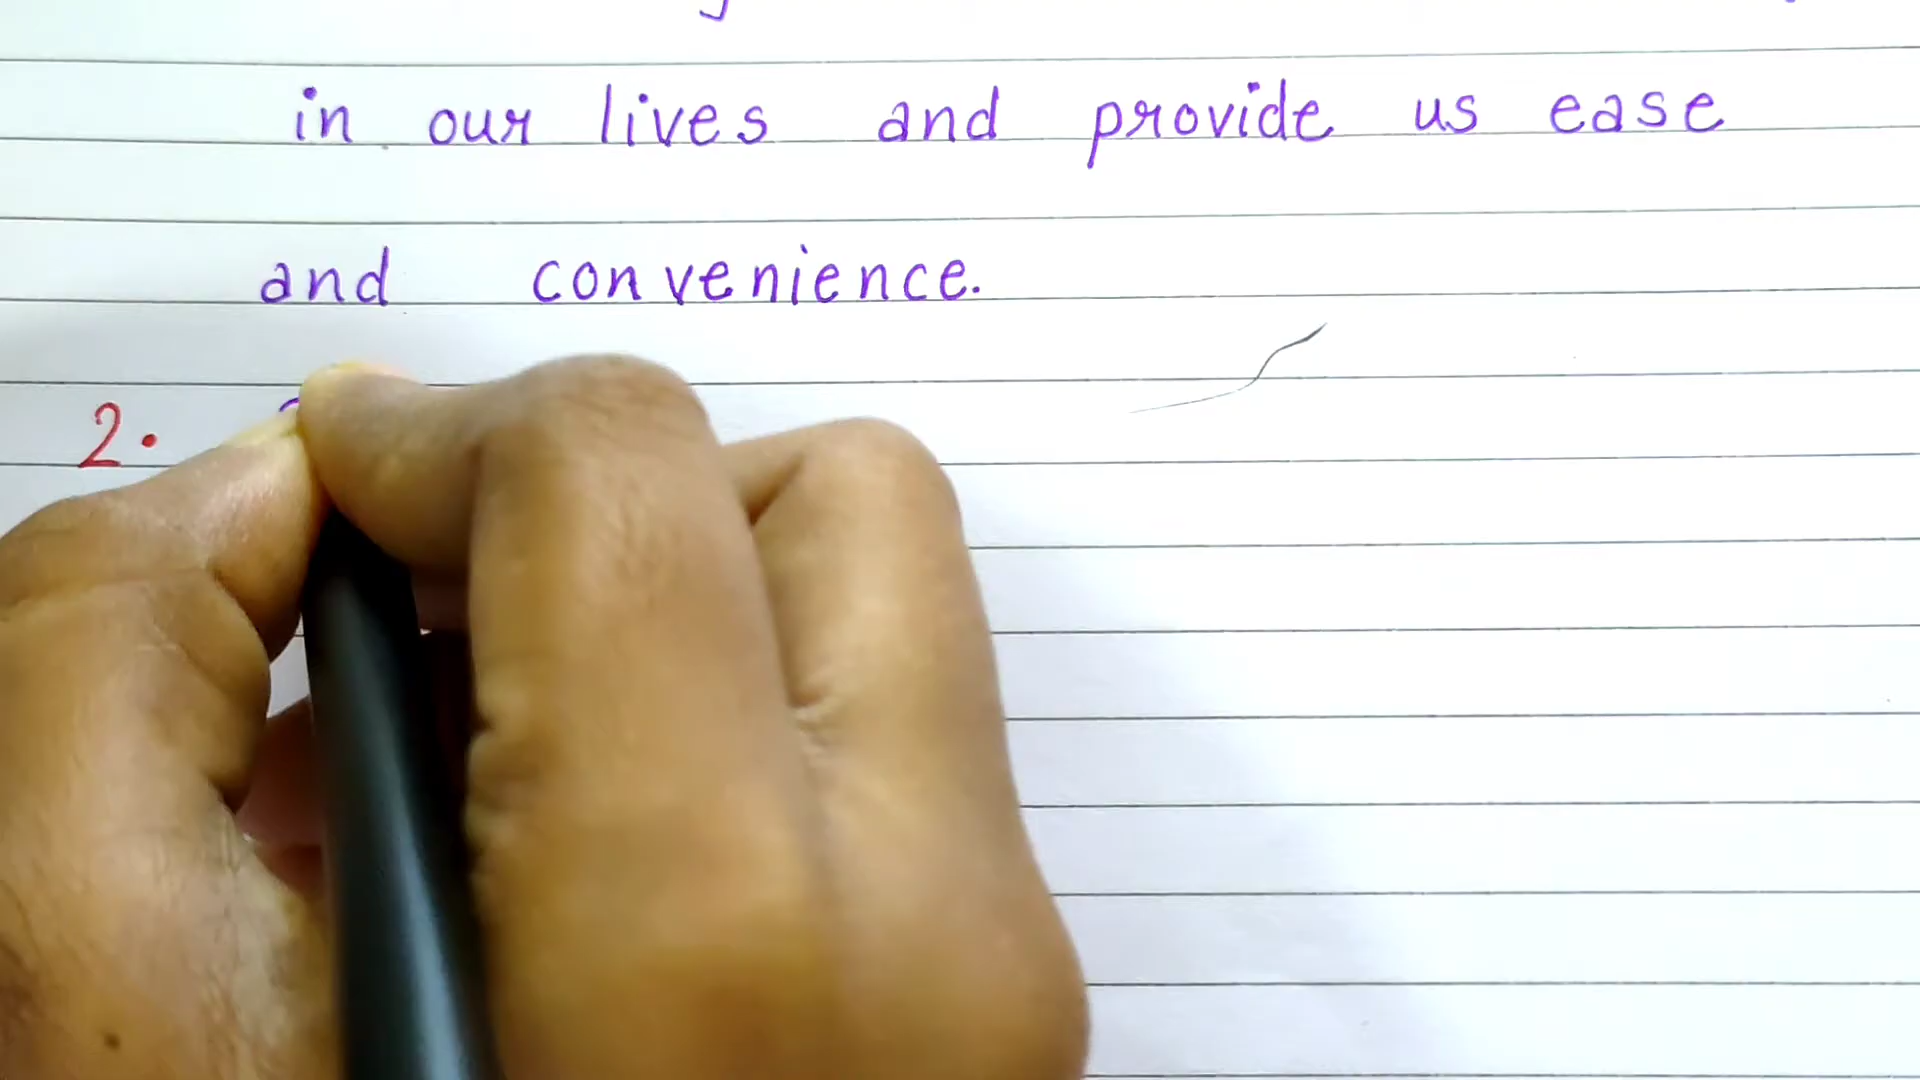 in our lives and provide us ease
and convenience.
2.